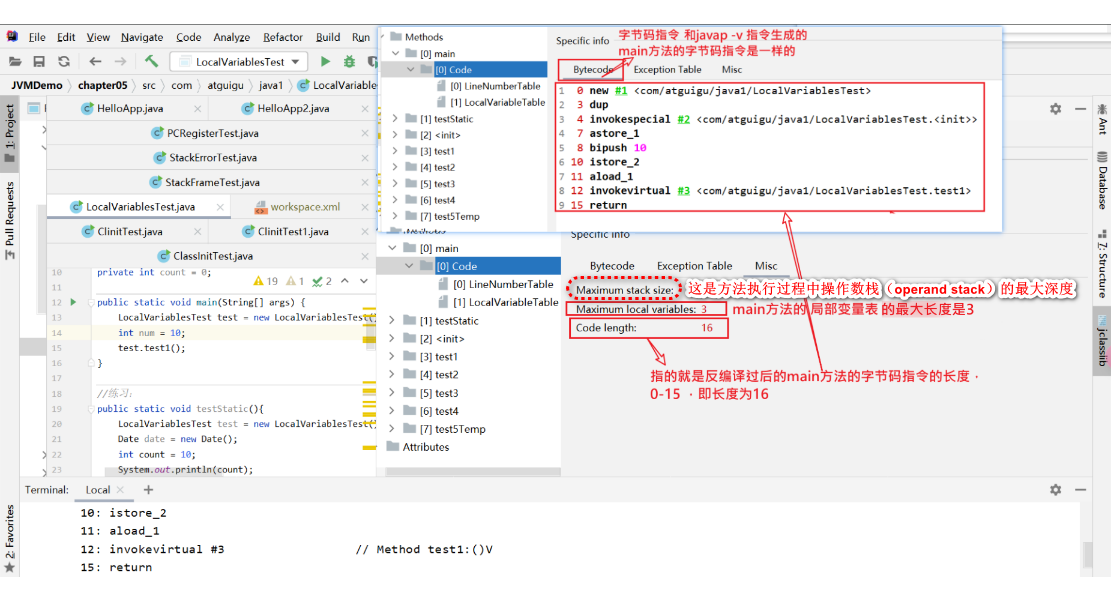 File Edit View Navigate Code Analyze Refactor Build Run
LocalVariablesTest
JVMDemo chapter05 src com atguigu java1 LocalVariable
HelloApp.java HelloApp2.java
PCRegisterTest.java
StackErrorTest.java
StackFrameTest.java
LocalVariablesTest.java workspace.xml
ClinitTest.java ClinitTest1.java
ClassInitTest.java
1: Project
Pull Requests
2: Favorites
10 private int count = 0;
19 1 2
11
12 public static void main(String[] args) {
13 LocalVariablesTest test = new LocalVariablesTest()
14 int num = 10;
15 test.test1();
16 }
17
18 //练习:
19 public static void testStatic(){
20 LocalVariablesTest test = new LocalVariablesTest()
21 Date date = new Date();
22 int count = 10;
23 System.out.println(count);
Methods
[0] main
[0] Code
[0] LineNumberTable
[1] LocalVariableTable
[1] testStatic
[2] <init>
[3] test1
[4] test2
[5] test3
[6] test4
[7] test5Temp
Specific info
字节码指令 和javap -v 指令生成的
main方法的字节码指令是一样的
Bytecode Exception Table Misc
1 0 new #1 <com/atguigu/java1/LocalVariablesTest>
2 3 dup
3 4 invokespecial #2 <com/atguigu/java1/LocalVariablesTest.<init>>
4 7 astore_1
5 8 bipush 10
6 10 istore_2
7 11 aload_1
8 12 invokevirtual #3 <com/atguigu/java1/LocalVariablesTest.test1>
9 15 return
[0] main
[0] Code
[0] LineNumberTable
[1] LocalVariableTable
[1] testStatic
[2] <init>
[3] test1
[4] test2
[5] test3
[6] test4
[7] test5Temp
Attributes
Specific info
Bytecode Exception Table Misc
Maximum stack size: 这是方法执行过程中操作数栈（operand stack）的最大深度
Maximum local variables: 3 main方法的 局部变量表 的最大长度是3
Code length: 16
指的就是反编译过后的main方法的字节码指令的长度，
0-15 ，即长度为16
Ant
Database
Z: Structure
jclasslib
Terminal: Local
10: istore_2
11: aload_1
12: invokevirtual #3 // Method test1:()V
15: return